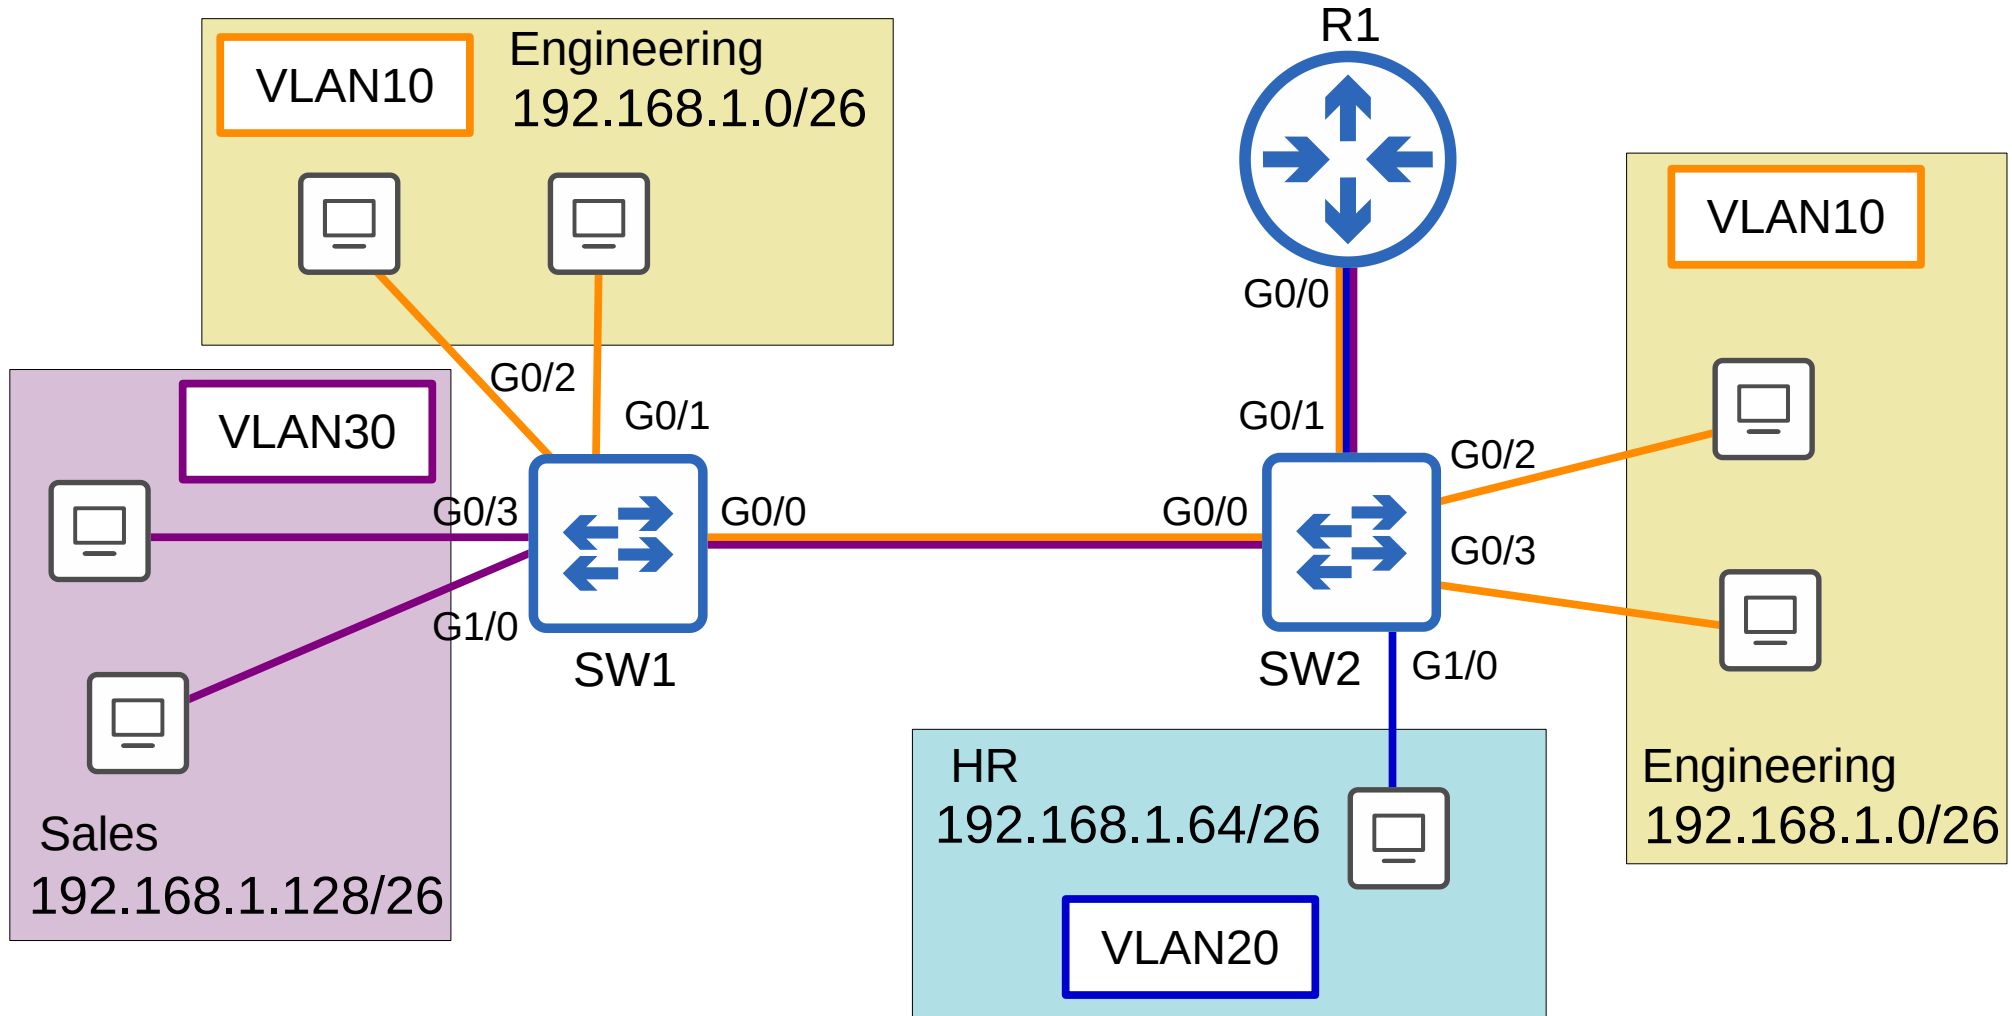 R1
VLAN10
Engineering
192.168.1.0/26
VLAN10
G0/0
G0/2
G0/1
G0/1
VLAN30
G0/2
G0/3
G0/0
G0/0
G0/3
G1/0
SW1
SW2
G1/0
HR
192.168.1.64/26
Engineering
192.168.1.0/26
Sales
192.168.1.128/26
VLAN20